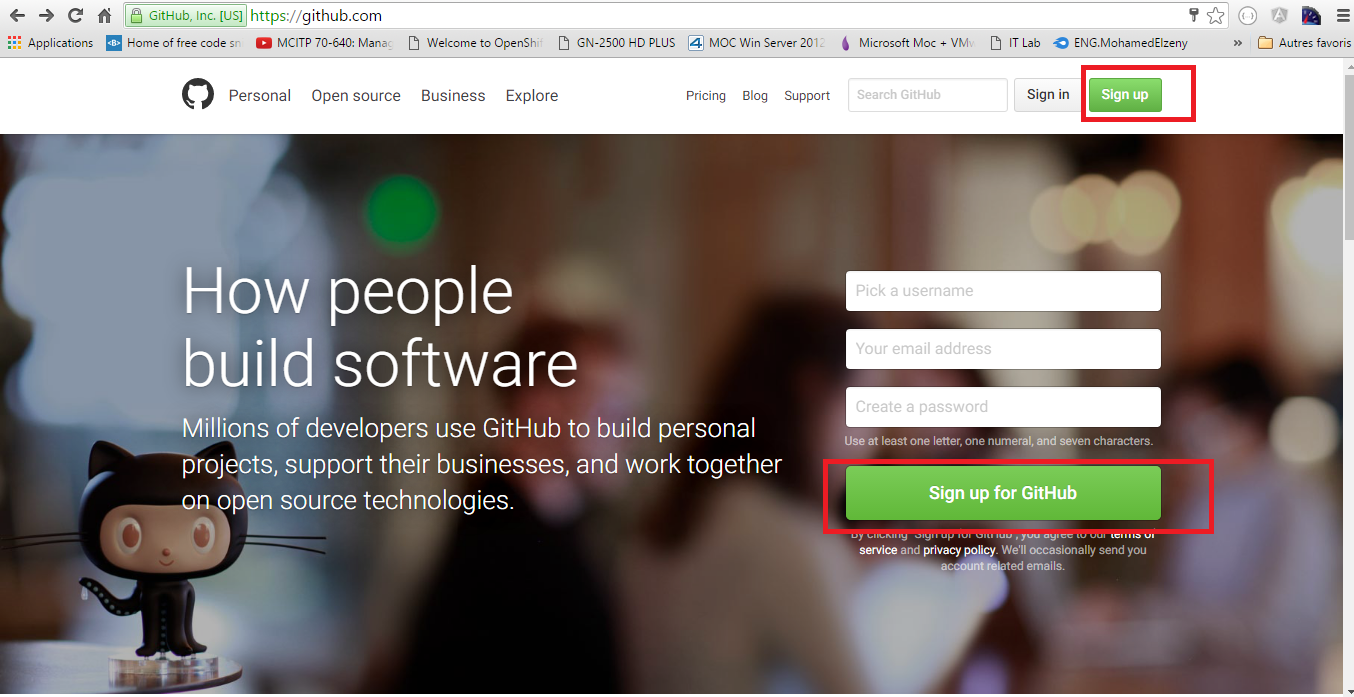 GitHub, Inc. [US] https://github.com
Applications Home of free code MCITP 70-640: Welcome to GN-2500 HD PLUS MOC Win Server 2012 Microsoft Moc + IT Lab ENG.MohamedElzeny » Autres favoris
Personal Open source Business Explore Pricing Blog Support Search GitHub Sign in Sign up
How people
build software
Millions of developers use GitHub to build personal
projects, support their businesses, and work together
on open source technologies.
Pick a username
Your email address
Create a password
Use at least one letter, one numeral, and seven characters.
Sign up for GitHub
By clicking "Sign up for GitHub", you agree to our terms of
service and privacy policy. We'll occasionally send you
account related emails.